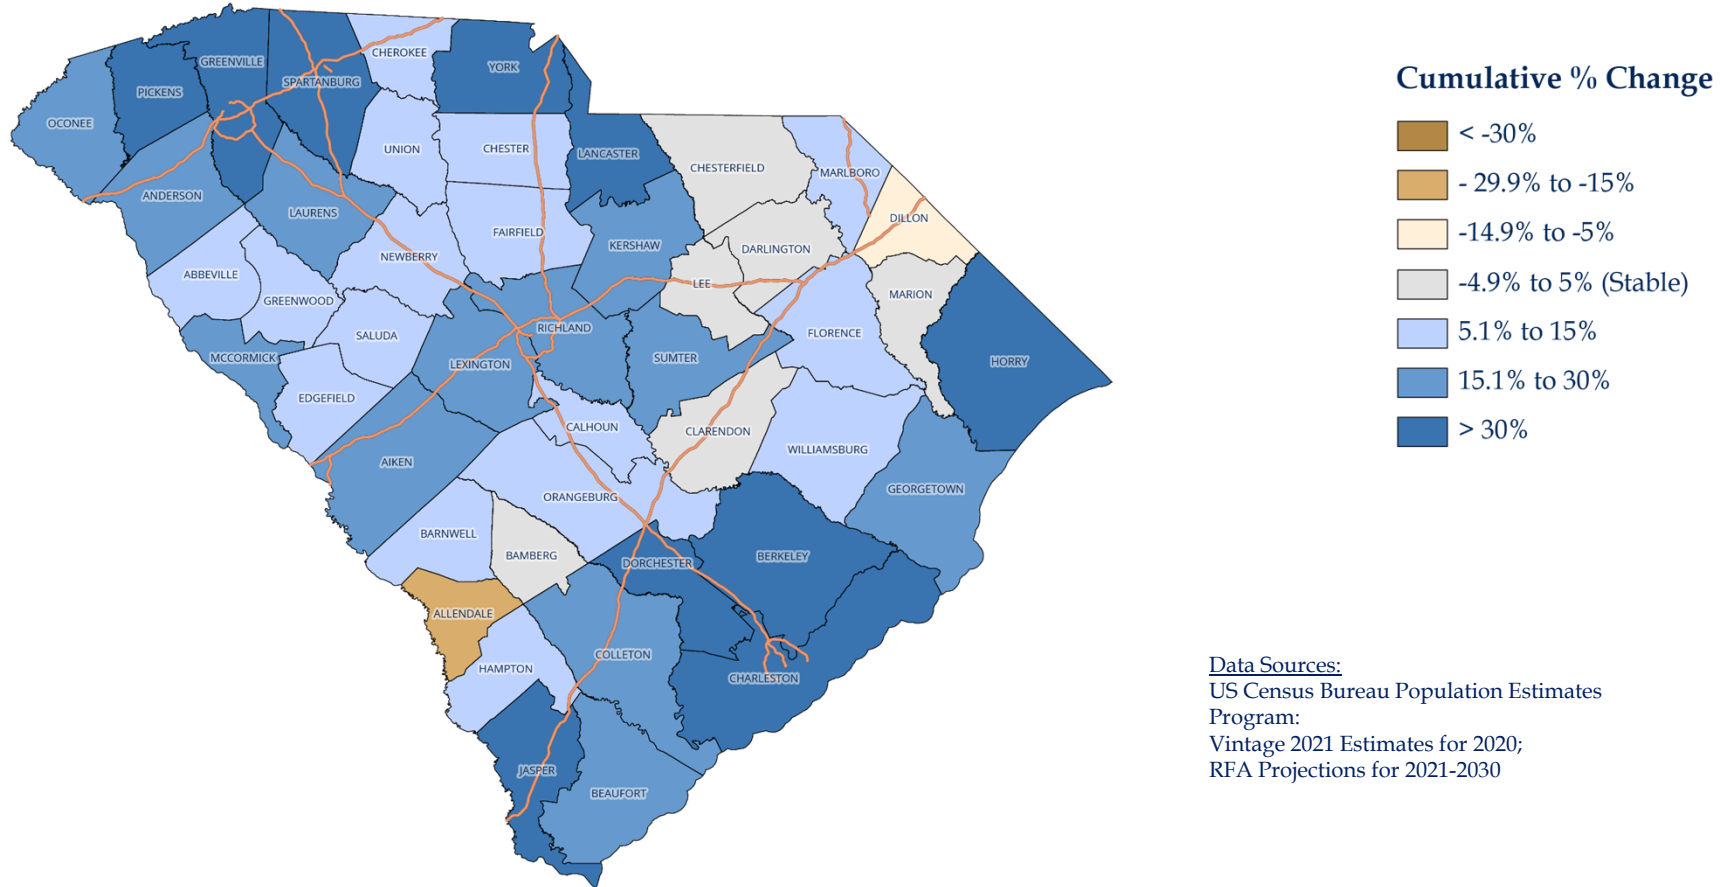 CHEROKEE
GREENVILLE
YORK
SPARTANBURG
PICKENS
OCONEE
UNION
CHESTER
LANCASTER
CHESTERFIELD
MARLBORO
ANDERSON
LAURENS
DILLON
FAIRFIELD
KERSHAW
DARLINGTON
NEWBERRY
ABBEVILLE
LEE
MARION
GREENWOOD
RICHLAND
FLORENCE
SALUDA
MCCORMICK
LEXINGTON
SUMTER
HORRY
EDGEFIELD
CALHOUN
CLARENDON
WILLIAMSBURG
AIKEN
GEORGETOWN
ORANGEBURG
BARNWELL
BAMBERG
DORCHESTER
BERKELEY
ALLENDALE
COLLETON
HAMPTON
CHARLESTON
JASPER
BEAUFORT
Cumulative % Change
< -30%
- 29.9% to -15%
-14.9% to -5%
-4.9% to 5% (Stable)
5.1% to 15%
15.1% to 30%
> 30%
Data Sources:
US Census Bureau Population Estimates
Program:
Vintage 2021 Estimates for 2020;
RFA Projections for 2021-2030